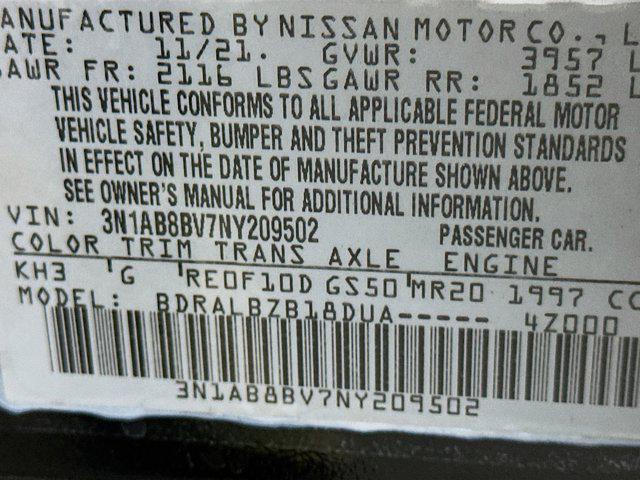 ANUFACTURED BY NISSAN MOTOR CO., L
ATE: 11/21. GVWR: 3957 L
AWR FR: 2116 LBS GAWR RR: 1852 L
THIS VEHICLE CONFORMS TO ALL APPLICABLE FEDERAL MOTOR
VEHICLE SAFETY, BUMPER AND THEFT PREVENTION STANDARDS
IN EFFECT ON THE DATE OF MANUFACTURE SHOWN ABOVE.
SEE OWNER'S MANUAL FOR ADDITIONAL INFORMATION.
VIN: 3N1AB8BV7NY209502 PASSENGER CAR.
COLOR TRIM TRANS AXLE ENGINE
KH3 'G 'RE0F10D GS50'MR20 1997 CC
MODEL: BDRALBZB18DUA----- 4Z000
3N1AB8BV7NY209502